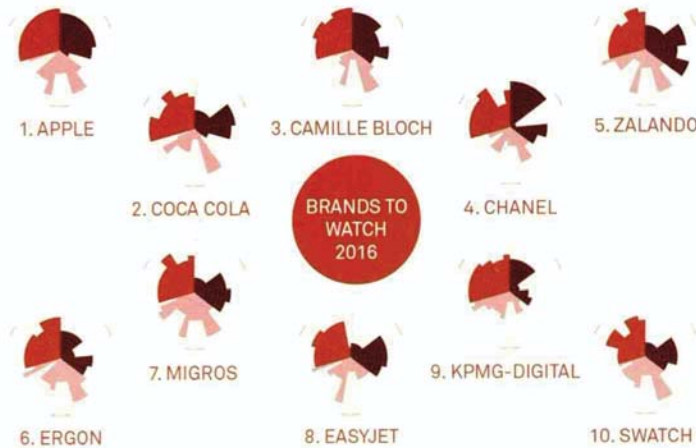 1. APPLE
2. COCA COLA
3. CAMILLE BLOCH
4. CHANEL
5. ZALANDO
BRANDS TO
WATCH
2016
6. ERGON
7. MIGROS
8. EASYJET
9. KPMG-DIGITAL
10. SWATCH